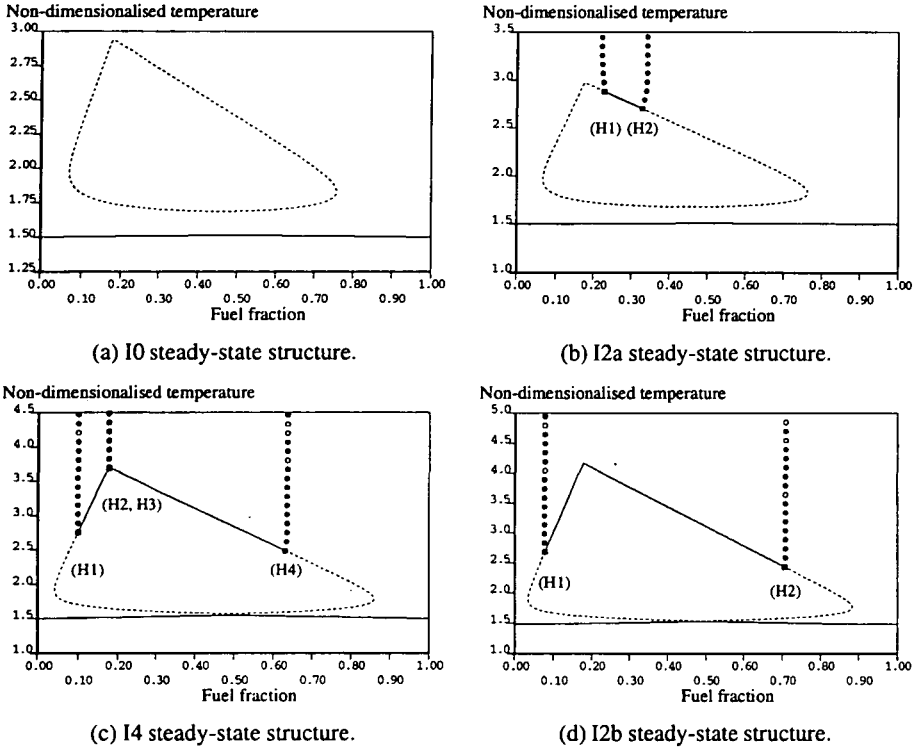 Non-dimensionalised temperature
3.00
2.75
2.50
2.25
2.00
1.75
1.50
1.25
0.00 0.20 0.40 0.60 0.80 1.00
0.10 0.30 0.50 0.70 0.90
Fuel fraction
(a) I0 steady-state structure.
Non-dimensionalised temperature
3.5
3.0
2.5
2.0
1.5
1.0
(H1) (H2)
0.00 0.20 0.40 0.60 0.80 1.00
0.10 0.30 0.50 0.70 0.90
Fuel fraction
(b) I2a steady-state structure.
Non-dimensionalised temperature
4.5
4.0
3.5
3.0
2.5
2.0
1.5
1.0
(H2, H3)
(H1)
(H4)
0.00 0.20 0.40 0.60 0.80 1.00
0.10 0.30 0.50 0.70 0.90
Fuel fraction
(c) I4 steady-state structure.
Non-dimensionalised temperature
5.0
4.5
4.0
3.5
3.0
2.5
2.0
1.5
1.0
(H1)
(H2)
0.00 0.20 0.40 0.60 0.80 1.00
0.10 0.30 0.50 0.70 0.90
Fuel fraction
(d) I2b steady-state structure.